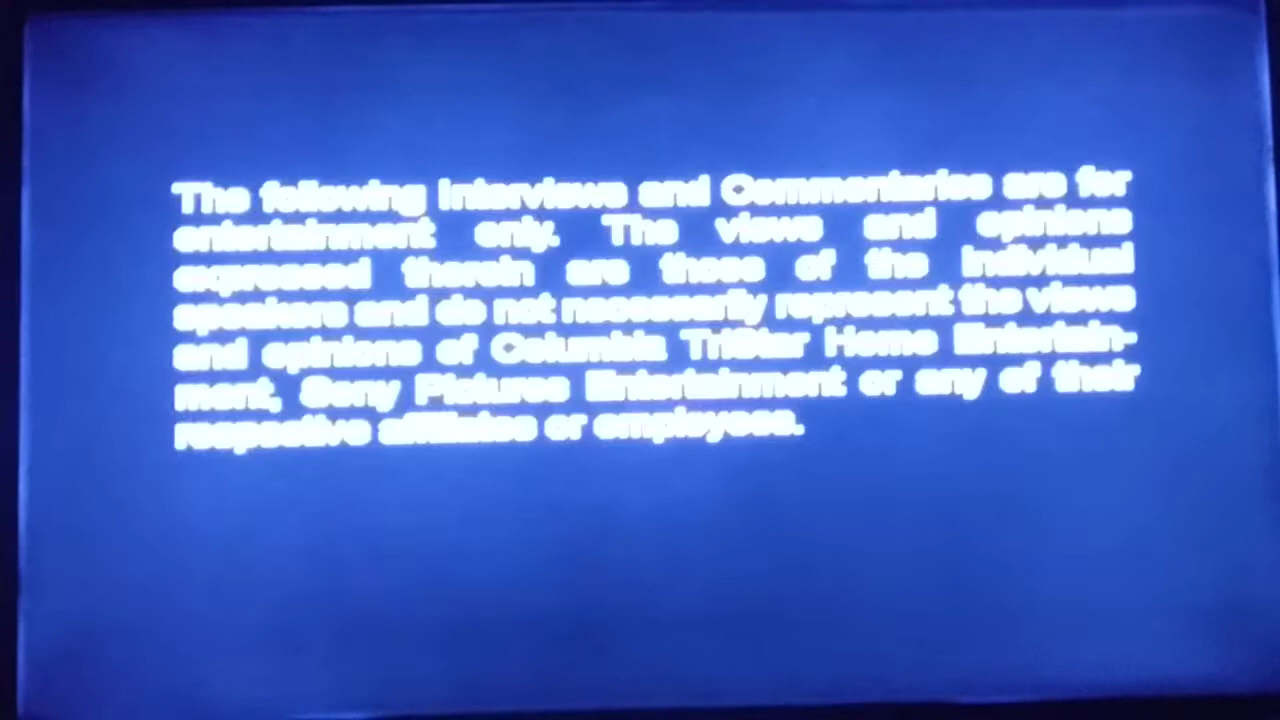 The following Interviews and Commentaries are for
entertainment only. The views and opinions
expressed therein are those of the individual
speakers and do not necessarily represent the views
and opinions of Columbia TriStar Home Entertain-
ment, Sony Pictures Entertainment or any of their
respective affiliates or employees.